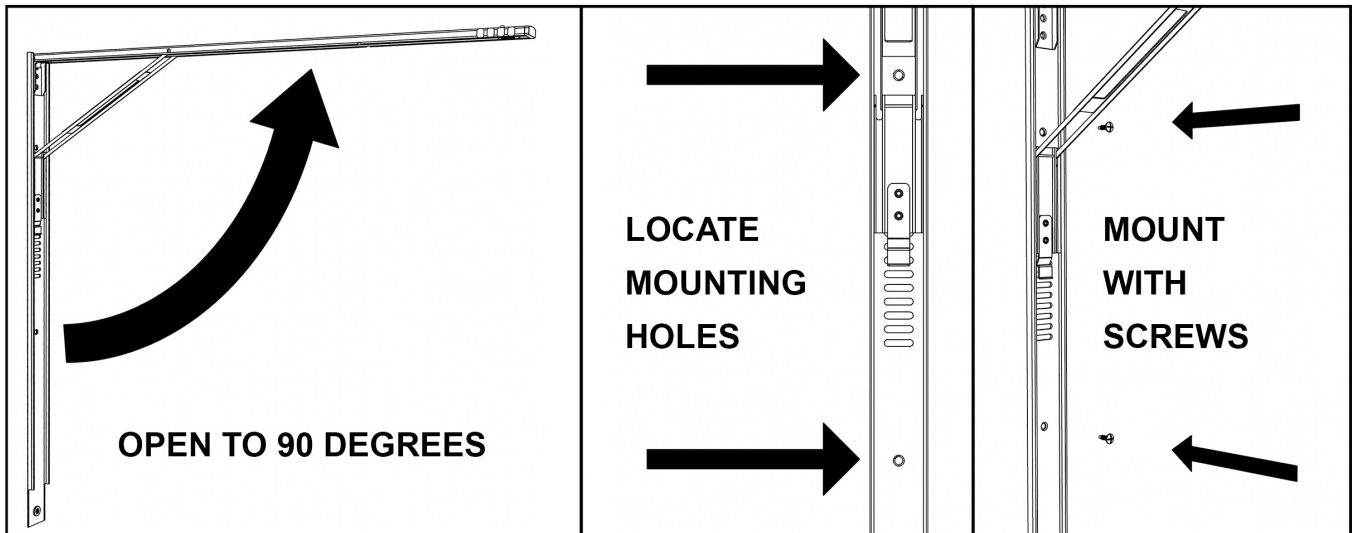 OPEN TO 90 DEGREES
LOCATE
MOUNTING
HOLES
MOUNT
WITH
SCREWS